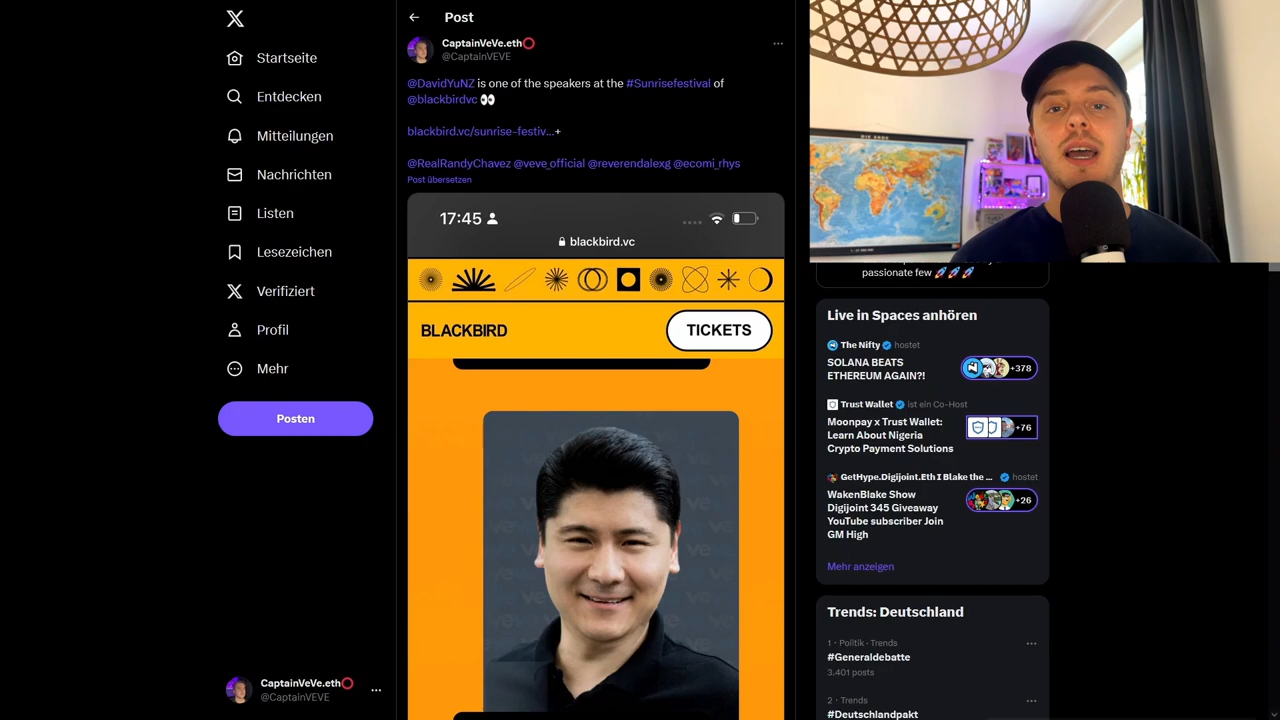 Startseite
Entdecken
Mitteilungen
Nachrichten
Listen
Lesezeichen
Verifiziert
Profil
Mehr
Posten
CaptainVeVe.eth⭕
@CaptainVEVE
Post
CaptainVeVe.eth⭕
@CaptainVEVE
@DavidYuNZ is one of the speakers at the #Sunrisefestival of
@blackbirdvc 👀
blackbird.vc/sunrise-festiv...+
@RealRandyChavez @veve_official @reverendalexg @ecomi_rhys
Post übersetzen
17:45
blackbird.vc
BLACKBIRD
TICKETS
passionate few 🚀🚀🚀
Live in Spaces anhören
The Nifty hostet
SOLANA BEATS
ETHEREUM AGAIN?!
+378
Trust Wallet ist ein Co-Host
Moonpay x Trust Wallet:
Learn About Nigeria
Crypto Payment Solutions
+76
GetHype.Digijoint.Eth I Blake the ... hostet
WakenBlake Show
Digijoint 345 Giveaway
YouTube subscriber Join
GM High
+26
Mehr anzeigen
Trends: Deutschland
1 · Politik · Trends
#Generaldebatte
3.401 posts
2 · Trends
#Deutschlandpakt